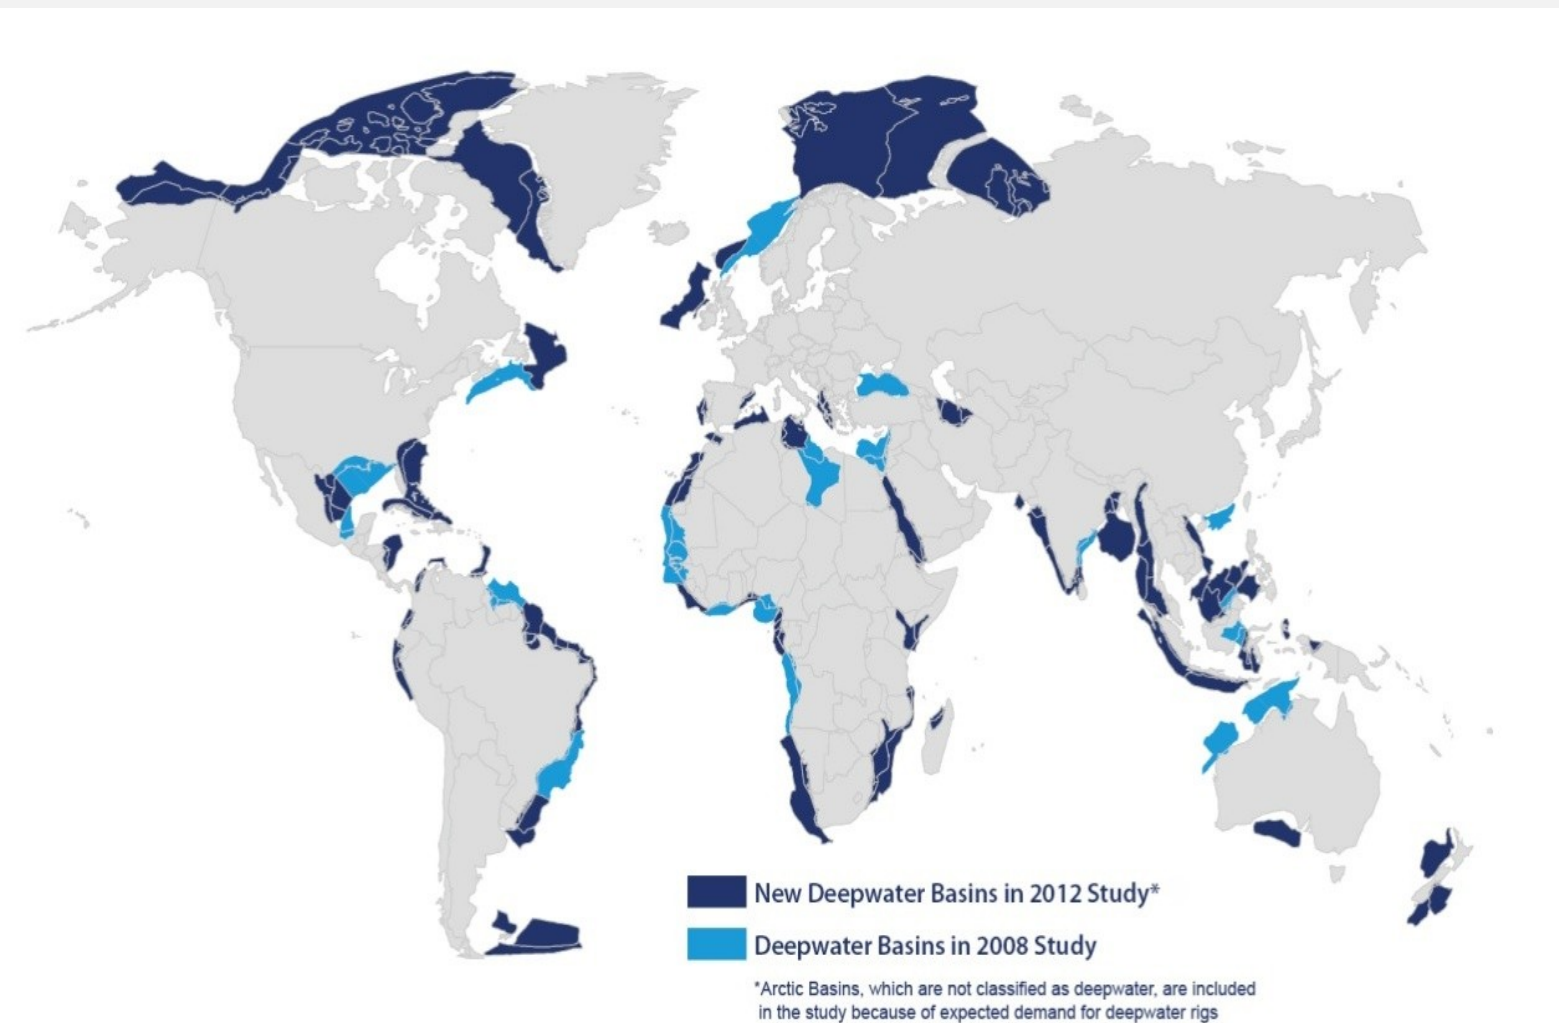 New Deepwater Basins in 2012 Study*
Deepwater Basins in 2008 Study
*Arctic Basins, which are not classified as deepwater, are included
in the study because of expected demand for deepwater rigs